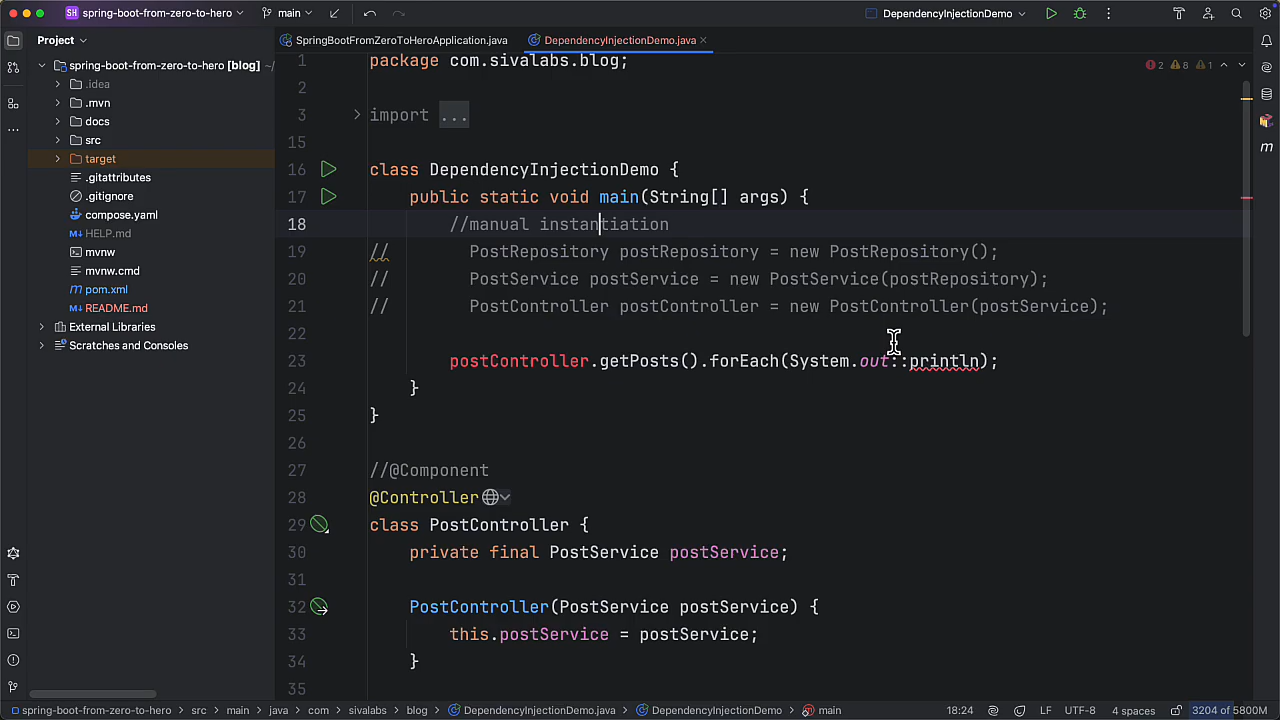 SH spring-boot-from-zero-to-hero main DependencyInjectionDemo
Project
SpringBootFromZeroToHeroApplication.java DependencyInjectionDemo.java
spring-boot-from-zero-to-hero [blog]
.idea
.mvn
docs
src
target
.gitattributes
.gitignore
compose.yaml
HELP.md
mvnw
mvnw.cmd
pom.xml
README.md
External Libraries
Scratches and Consoles
2 8 1
1 package com.sivalabs.blog;
2
3 import ...
15
16 class DependencyInjectionDemo {
17 public static void main(String[] args) {
18 //manual instantiation
19 // PostRepository postRepository = new PostRepository();
20 // PostService postService = new PostService(postRepository);
21 // PostController postController = new PostController(postService);
22
23 postController.getPosts().forEach(System.out::println);
24 }
25 }
26
27 //@Component
28 @Controller
29 class PostController {
30 private final PostService postService;
31
32 PostController(PostService postService) {
33 this.postService = postService;
34 }
35
spring-boot-from-zero-to-hero src main java com sivalabs blog DependencyInjectionDemo.java DependencyInjectionDemo main 18:24 LF UTF-8 4 spaces 3204 of 5800M